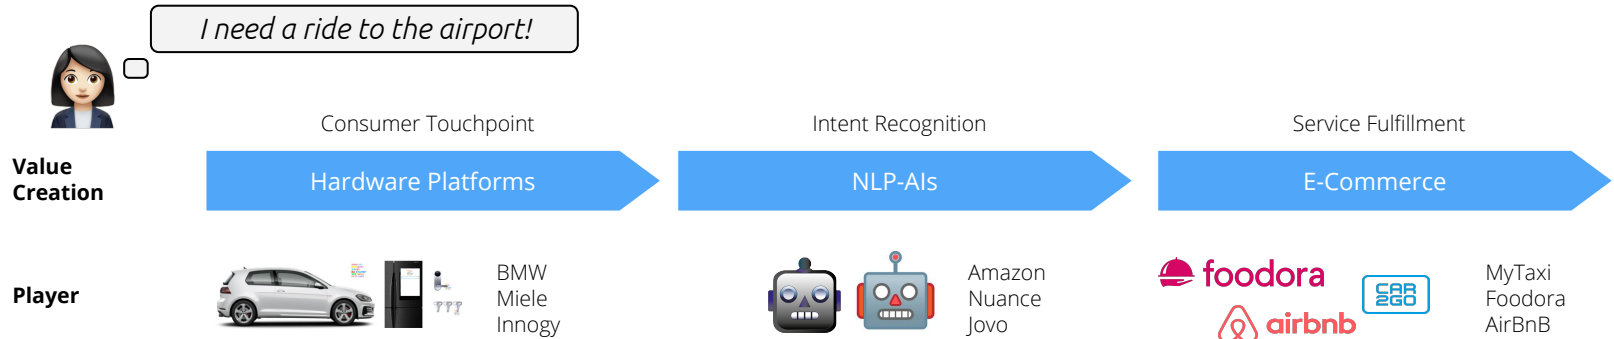 I need a ride to the airport!
Consumer Touchpoint
Intent Recognition
Service Fulfillment
Value
Creation
Hardware Platforms
NLP-AIs
E-Commerce
Player
BMW
Miele
Innogy
Amazon
Nuance
Jovo
foodora
CAR
2GO
airbnb
MyTaxi
Foodora
AirBnB